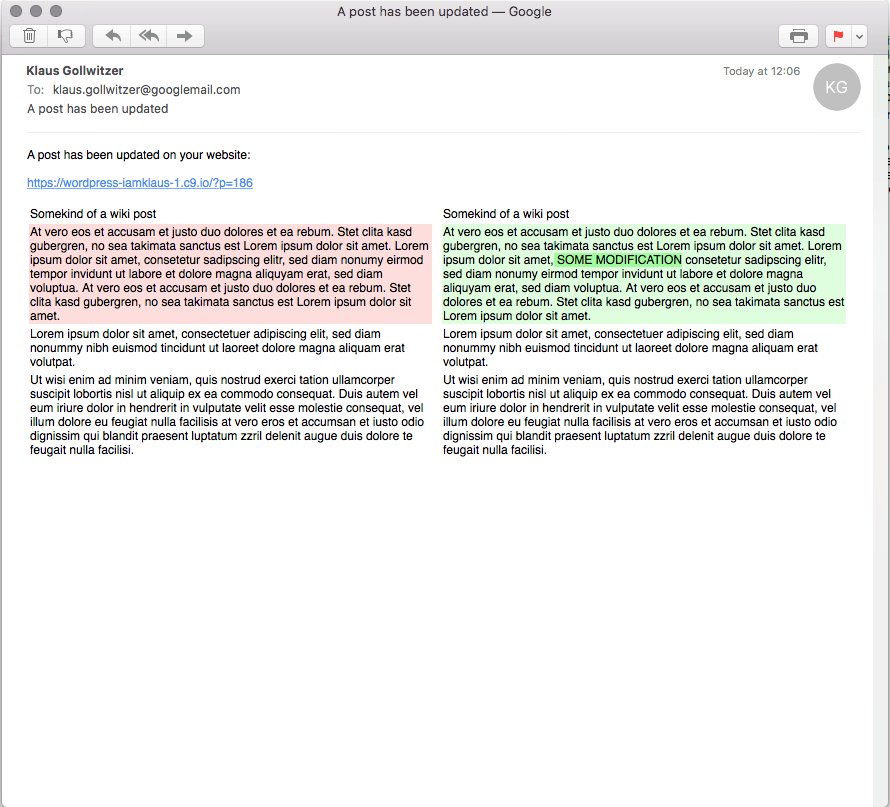 A post has been updated — Google
Klaus Gollwitzer
Today at 12:06
KG
To: klaus.gollwitzer@googlemail.com
A post has been updated
A post has been updated on your website:
https://wordpress-iamklaus-1.c9.io/?p=186
Somekind of a wiki post
At vero eos et accusam et justo duo dolores et ea rebum. Stet clita kasd
gubergren, no sea takimata sanctus est Lorem ipsum dolor sit amet. Lorem
ipsum dolor sit amet, consetetur sadipscing elitr, sed diam nonumy eirmod
tempor invidunt ut labore et dolore magna aliquyam erat, sed diam
voluptua. At vero eos et accusam et justo duo dolores et ea rebum. Stet
clita kasd gubergren, no sea takimata sanctus est Lorem ipsum dolor sit
amet.
Lorem ipsum dolor sit amet, consectetuer adipiscing elit, sed diam
nonummy nibh euismod tincidunt ut laoreet dolore magna aliquam erat
volutpat.
Ut wisi enim ad minim veniam, quis nostrud exerci tation ullamcorper
suscipit lobortis nisl ut aliquip ex ea commodo consequat. Duis autem vel
eum iriure dolor in hendrerit in vulputate velit esse molestie consequat, vel
illum dolore eu feugiat nulla facilisis at vero eros et accumsan et iusto odio
dignissim qui blandit praesent luptatum zzril delenit augue duis dolore te
feugait nulla facilisi.
Somekind of a wiki post
At vero eos et accusam et justo duo dolores et ea rebum. Stet clita kasd
gubergren, no sea takimata sanctus est Lorem ipsum dolor sit amet. Lorem
ipsum dolor sit amet, SOME MODIFICATION consetetur sadipscing elitr,
sed diam nonumy eirmod tempor invidunt ut labore et dolore magna
aliquyam erat, sed diam voluptua. At vero eos et accusam et justo duo
dolores et ea rebum. Stet clita kasd gubergren, no sea takimata sanctus est
Lorem ipsum dolor sit amet.
Lorem ipsum dolor sit amet, consectetuer adipiscing elit, sed diam
nonummy nibh euismod tincidunt ut laoreet dolore magna aliquam erat
volutpat.
Ut wisi enim ad minim veniam, quis nostrud exerci tation ullamcorper
suscipit lobortis nisl ut aliquip ex ea commodo consequat. Duis autem vel
eum iriure dolor in hendrerit in vulputate velit esse molestie consequat, vel
illum dolore eu feugiat nulla facilisis at vero eros et accumsan et iusto odio
dignissim qui blandit praesent luptatum zzril delenit augue duis dolore te
feugait nulla facilisi.